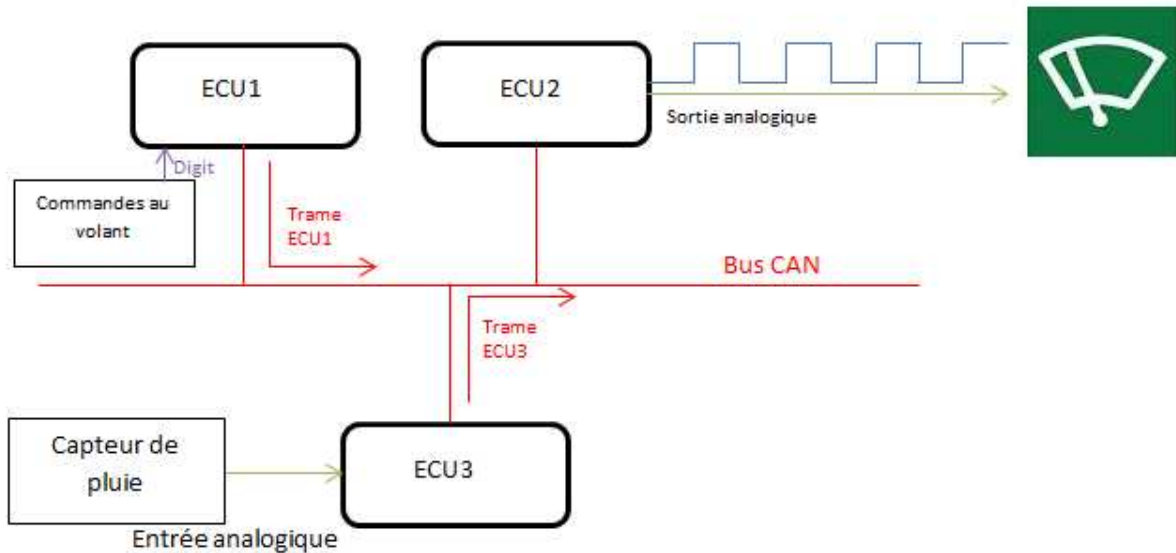 ECU1
ECU2
Sortie analogique
Digit
Commandes au
volant
Trame
ECU1
Bus CAN
Trame
ECU3
Capteur de
pluie
ECU3
Entrée analogique